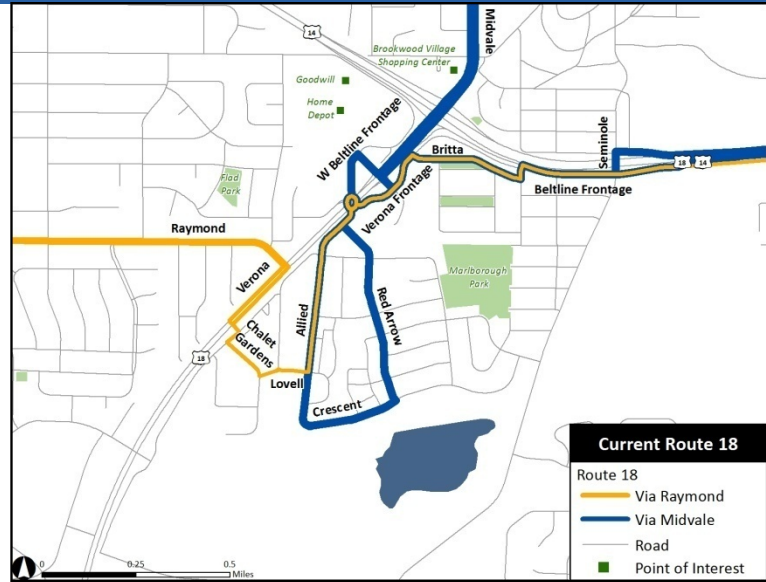 14
Midvale
Brookwood Village
Shopping Center
Goodwill
Home
Depot
W Beltline Frontage
Seminole
Britta
18
14
Flad
Park
Verona Frontage
Beltline Frontage
Raymond
Verona
Marlborough
Park
Chalet
Gardens
Allied
Red Arrow
18
Lovell
Crescent
Current Route 18
Route 18
Via Raymond
Via Midvale
Road
Point of Interest
0
0.25
0.5
Miles